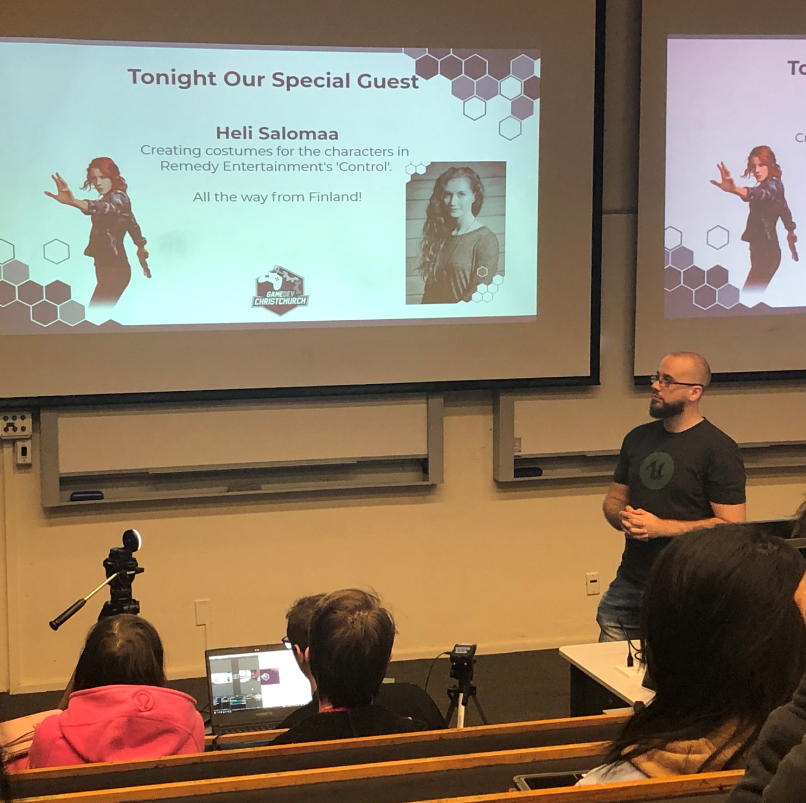 Tonight Our Special Guest
Heli Salomaa
Creating costumes for the characters in
Remedy Entertainment's 'Control'.
All the way from Finland!
GAMEDEV
CHRISTCHURCH
To
C